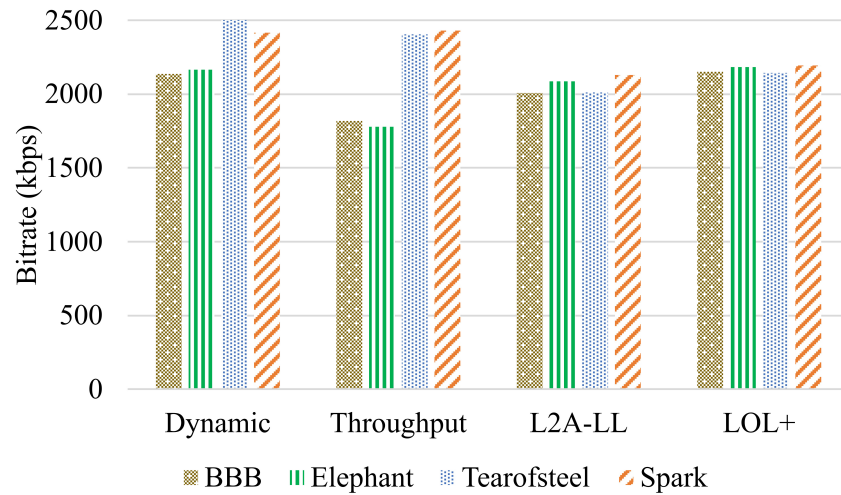 Bitrate (kbps)
2500
2000
1500
1000
500
0
Dynamic Throughput L2A-LL LOL+
BBB Elephant Tearofsteel Spark